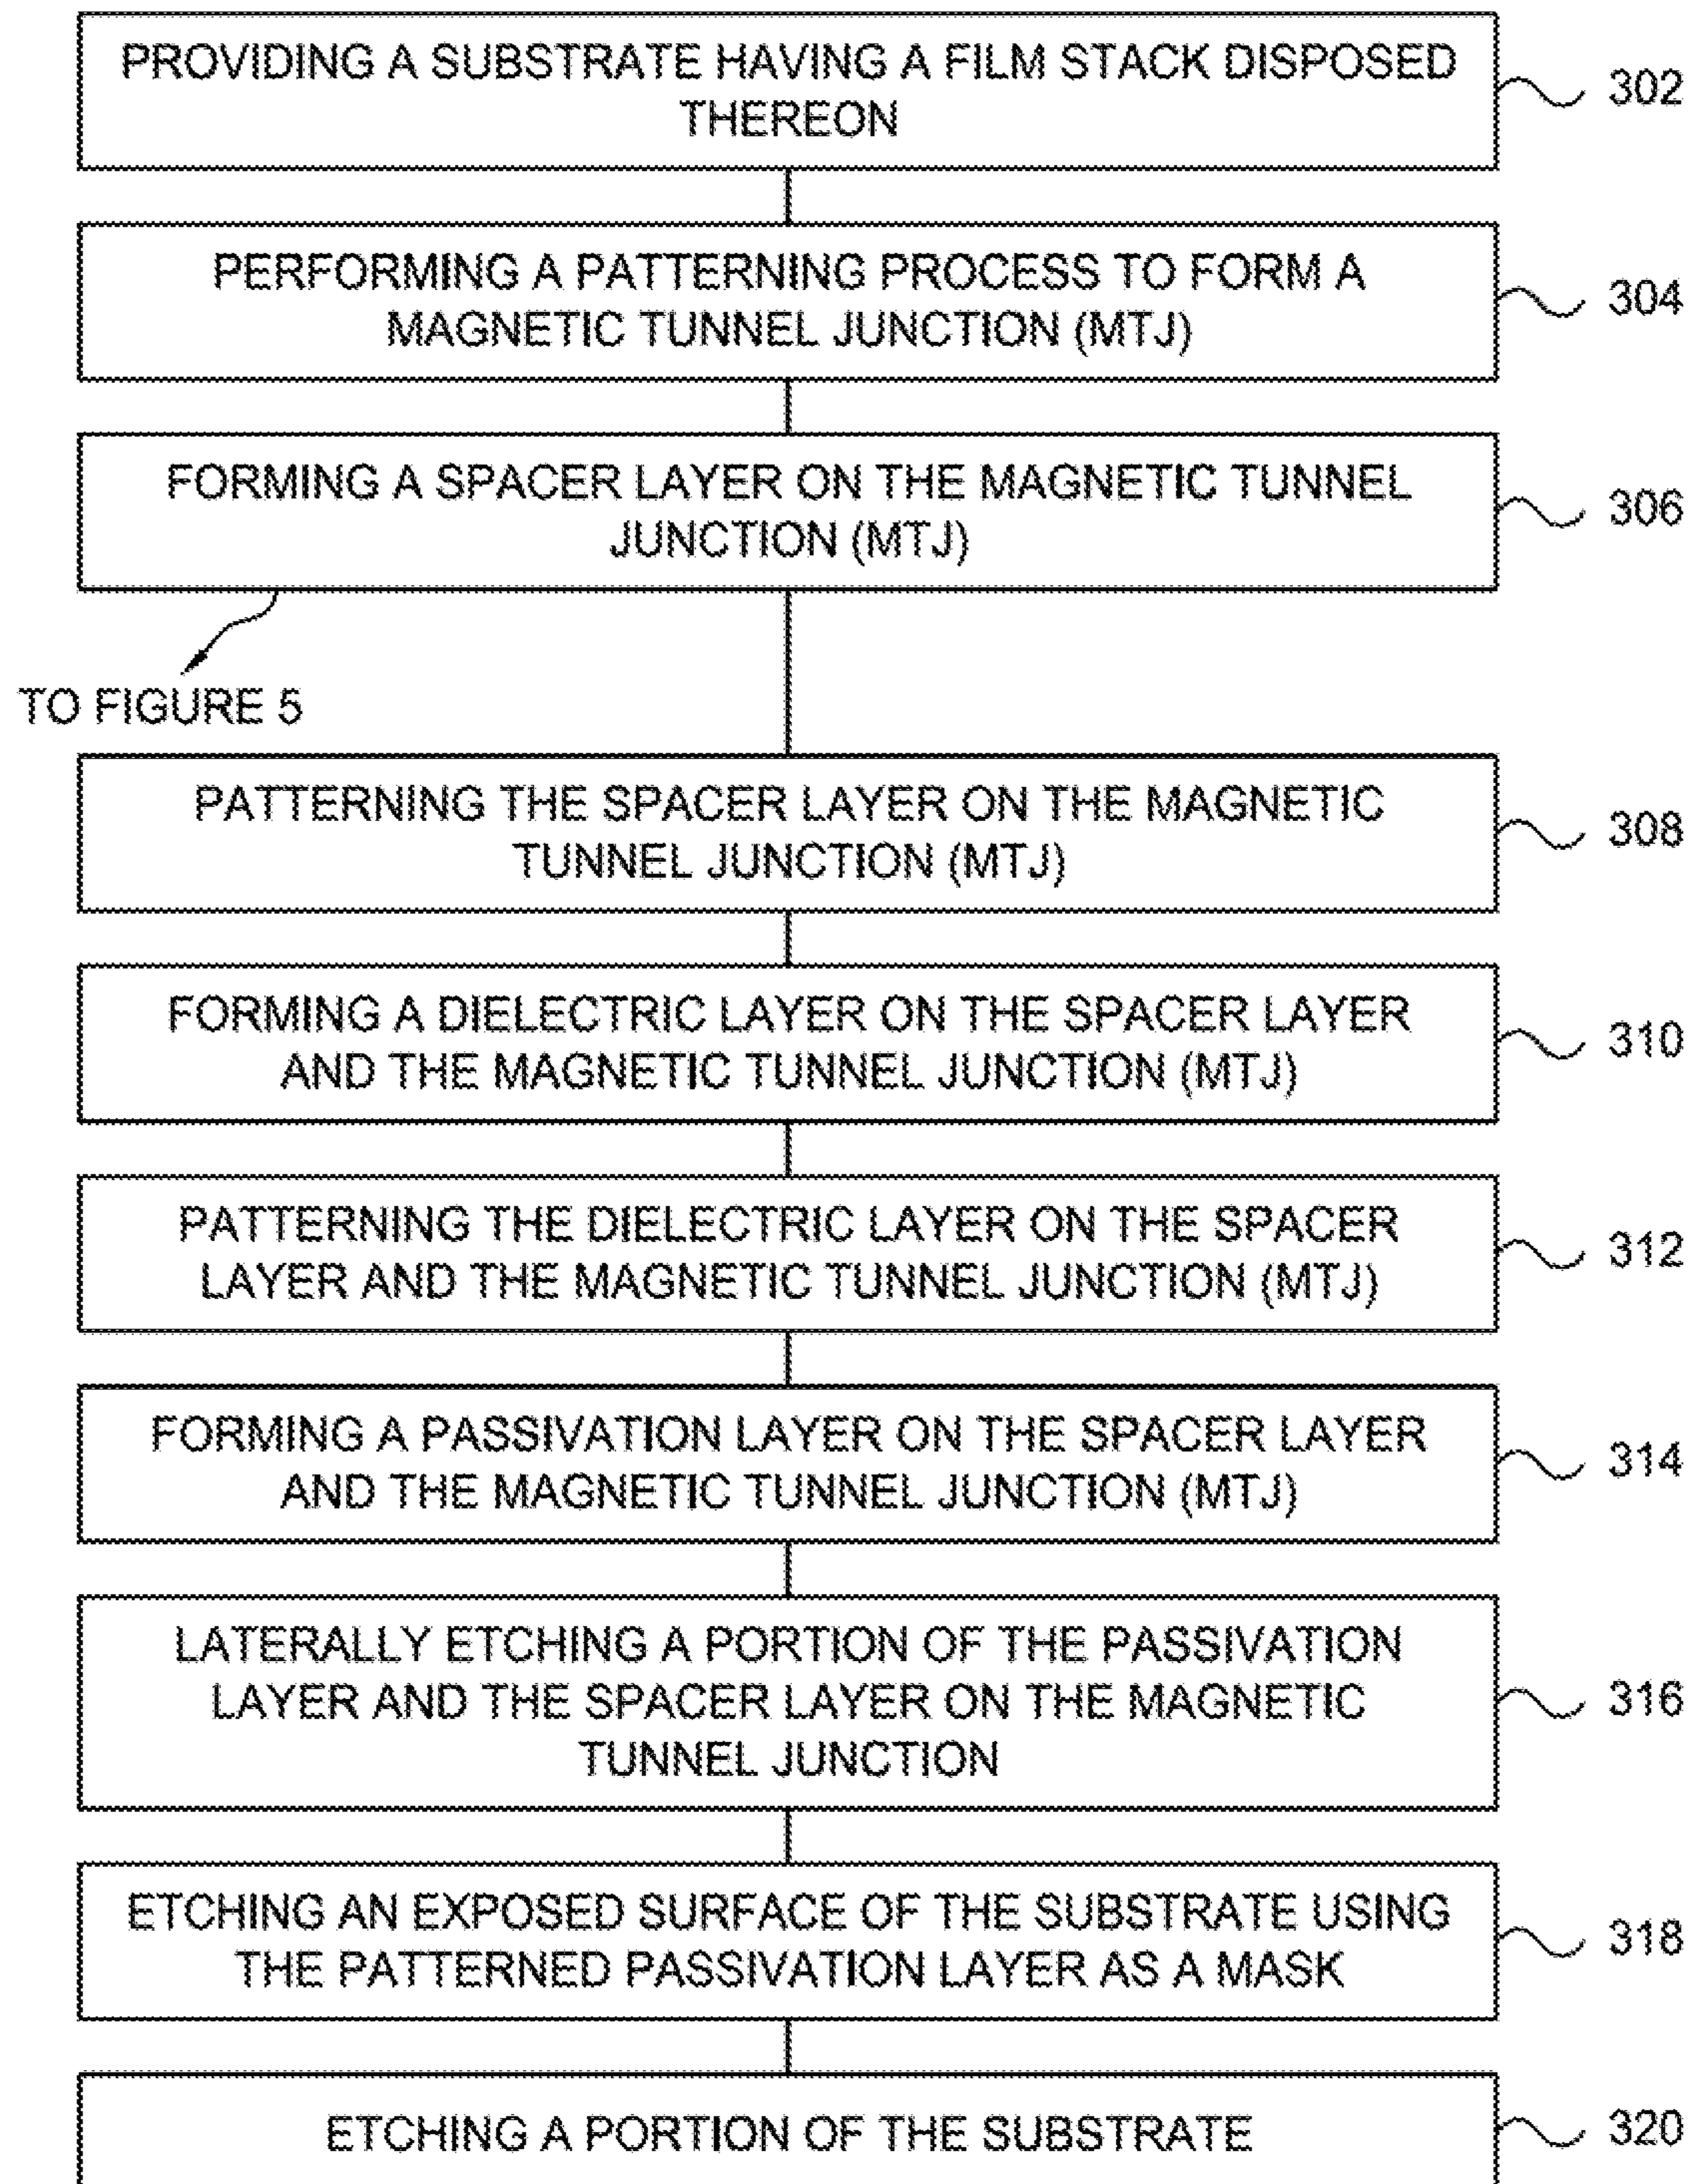 PROVIDING A SUBSTRATE HAVING A FILM STACK DISPOSED
THEREON
302
PERFORMING A PATTERNING PROCESS TO FORM A
MAGNETIC TUNNEL JUNCTION (MTJ)
304
FORMING A SPACER LAYER ON THE MAGNETIC TUNNEL
JUNCTION (MTJ)
306
TO FIGURE 5
PATTERNING THE SPACER LAYER ON THE MAGNETIC
TUNNEL JUNCTION (MTJ)
308
FORMING A DIELECTRIC LAYER ON THE SPACER LAYER
AND THE MAGNETIC TUNNEL JUNCTION (MTJ)
310
PATTERNING THE DIELECTRIC LAYER ON THE SPACER
LAYER AND THE MAGNETIC TUNNEL JUNCTION (MTJ)
312
FORMING A PASSIVATION LAYER ON THE SPACER LAYER
AND THE MAGNETIC TUNNEL JUNCTION (MTJ)
314
LATERALLY ETCHING A PORTION OF THE PASSIVATION
LAYER AND THE SPACER LAYER ON THE MAGNETIC
TUNNEL JUNCTION
316
ETCHING AN EXPOSED SURFACE OF THE SUBSTRATE USING
THE PATTERNED PASSIVATION LAYER AS A MASK
318
ETCHING A PORTION OF THE SUBSTRATE
320